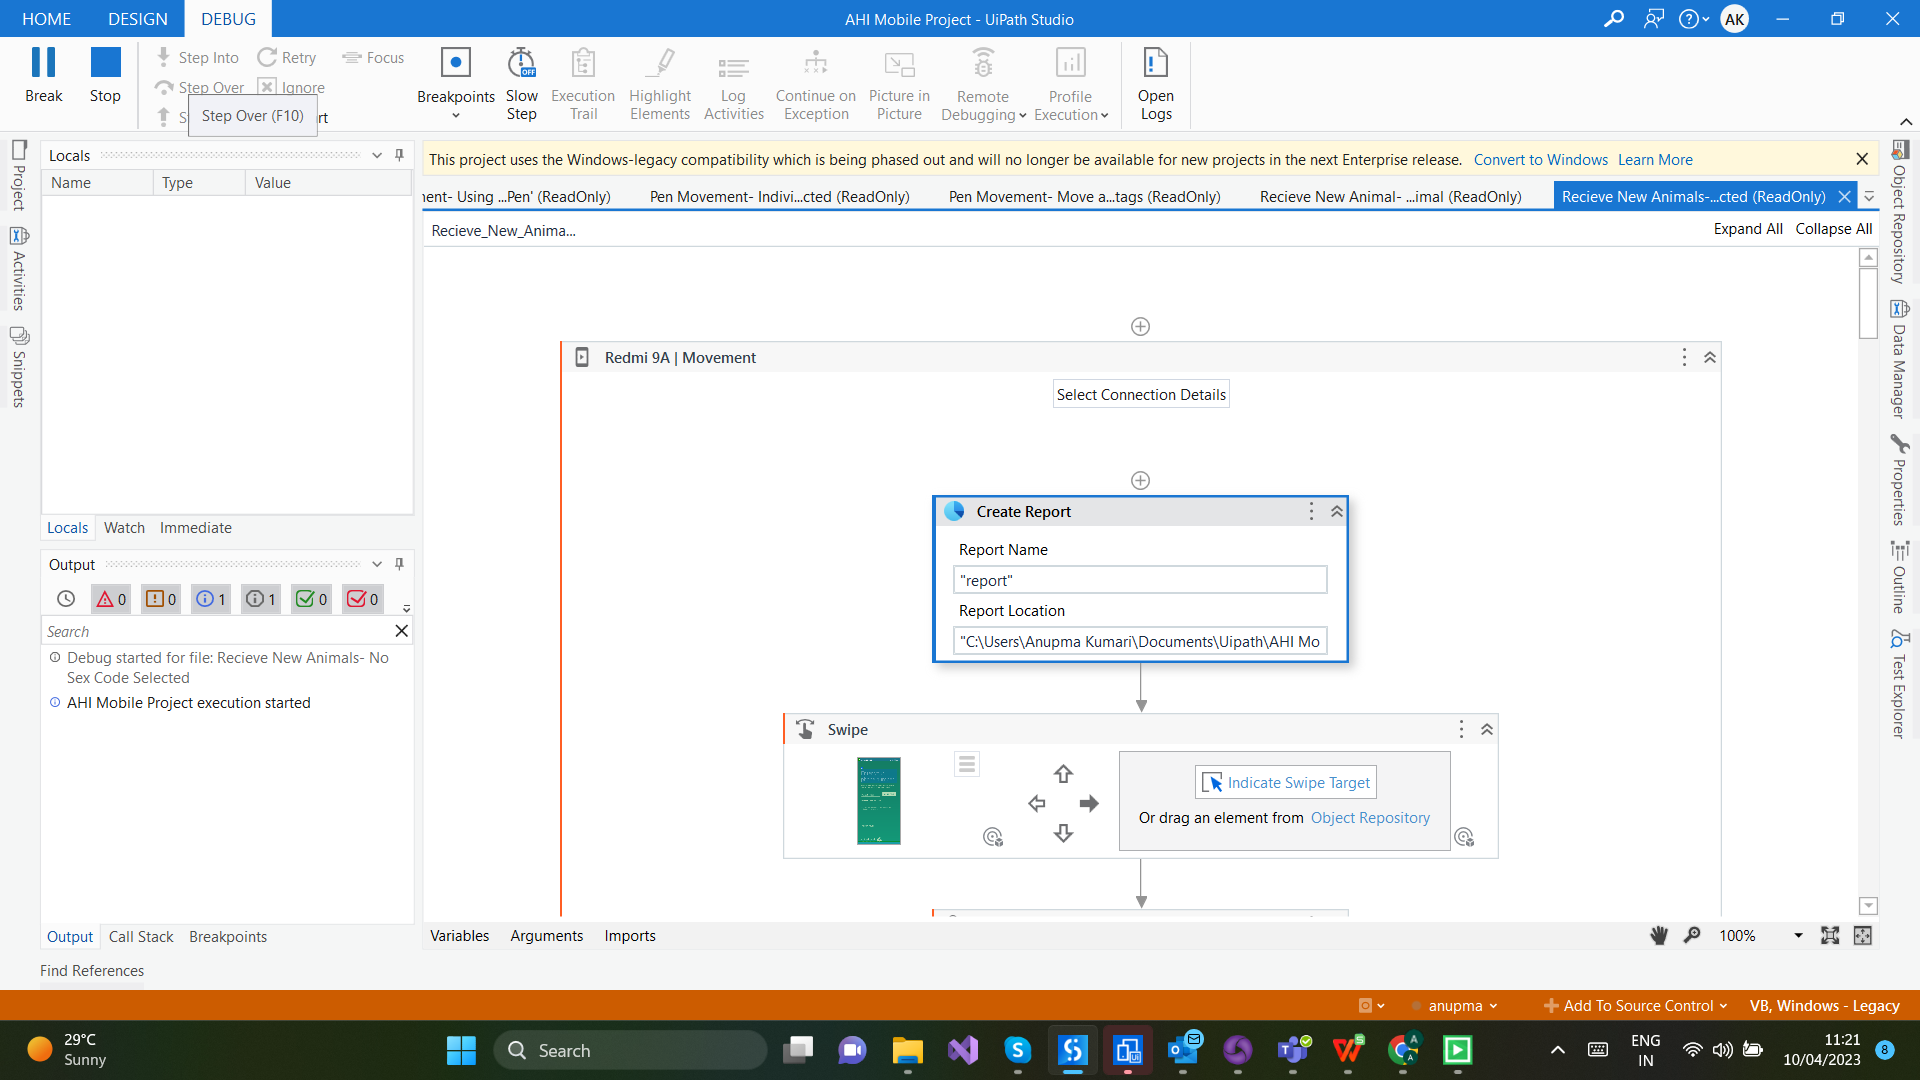 HOME DESIGN DEBUG AHI Mobile Project - UiPath Studio AK
Break Stop Step Into Retry Focus
Step Over Ignore
Step Over (F10)
Breakpoints Slow Step Execution Trail Highlight Elements Log Activities Continue on Exception Picture in Picture Remote Debugging Profile Execution Open Logs
Project
Activities
Snippets
Locals
Name Type Value
Locals Watch Immediate
Output
0 0 1 1 0 0
Search
Debug started for file: Recieve New Animals- No
Sex Code Selected
AHI Mobile Project execution started
Output Call Stack Breakpoints
Find References
This project uses the Windows-legacy compatibility which is being phased out and will no longer be available for new projects in the next Enterprise release. Convert to Windows Learn More
ment- Using ...Pen' (ReadOnly) Pen Movement- Indivi...cted (ReadOnly) Pen Movement- Move a...tags (ReadOnly) Recieve New Animal- ...imal (ReadOnly) Recieve New Animals-...cted (ReadOnly)
Recieve_New_Anima... Expand All Collapse All
Redmi 9A | Movement
Select Connection Details
Create Report
Report Name
"report"
Report Location
"C:\Users\Anupma Kumari\Documents\Uipath\AHI Mo
Swipe
Indicate Swipe Target
Or drag an element from Object Repository
Variables Arguments Imports 100%
Object Repository
Data Manager
Properties
Outline
Test Explorer
anupma Add To Source Control VB, Windows - Legacy
29°C
Sunny
Search
ENG
IN
11:21
10/04/2023
8